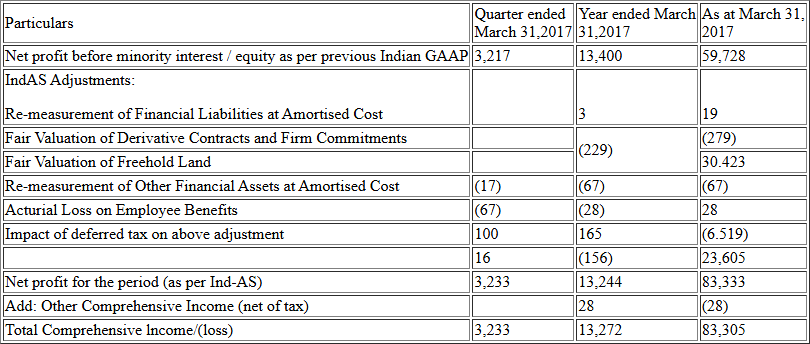 Particulars Quarter ended March 31,2017 Year ended March 31,2017 As at March 31, 2017
Net profit before minority interest / equity as per previous Indian GAAP 3,217 13,400 59,728
IndAS Adjustments:
Re-measurement of Financial Liabilities at Amortised Cost 3 19
Fair Valuation of Derivative Contracts and Firm Commitments (229) (279)
Fair Valuation of Freehold Land 30.423
Re-measurement of Other Financial Assets at Amortised Cost (17) (67) (67)
Acturial Loss on Employee Benefits (67) (28) 28
Impact of deferred tax on above adjustment 100 165 (6.519)
16 (156) 23,605
Net profit for the period (as per Ind-AS) 3,233 13,244 83,333
Add: Other Comprehensive Income (net of tax) 28 (28)
Total Comprehensive lncome/(loss) 3,233 13,272 83,305